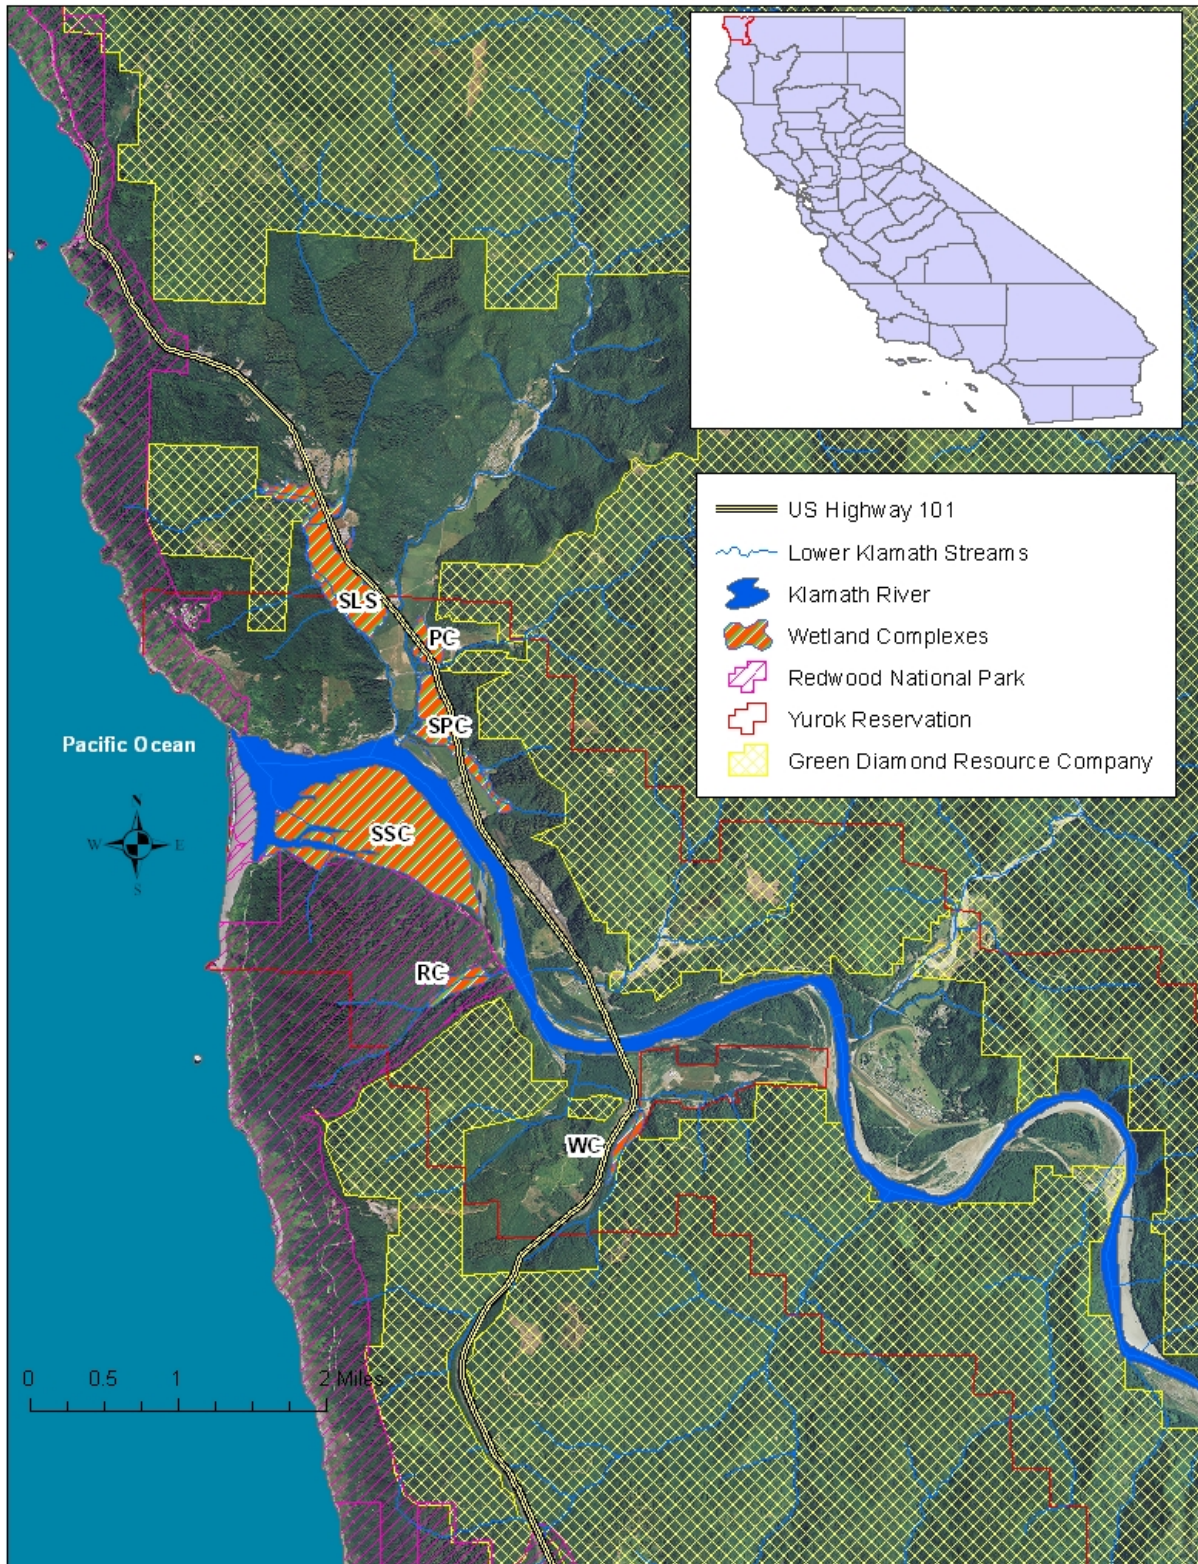 US Highway 101
Lower Klamath Streams
Klamath River
Wetland Complexes
Redwood National Park
Yurok Reservation
Green Diamond Resource Company
SLS
PC
SPC
Pacific Ocean
N
W E
S
SSC
RC
WC
0 0.5 1 2 Miles